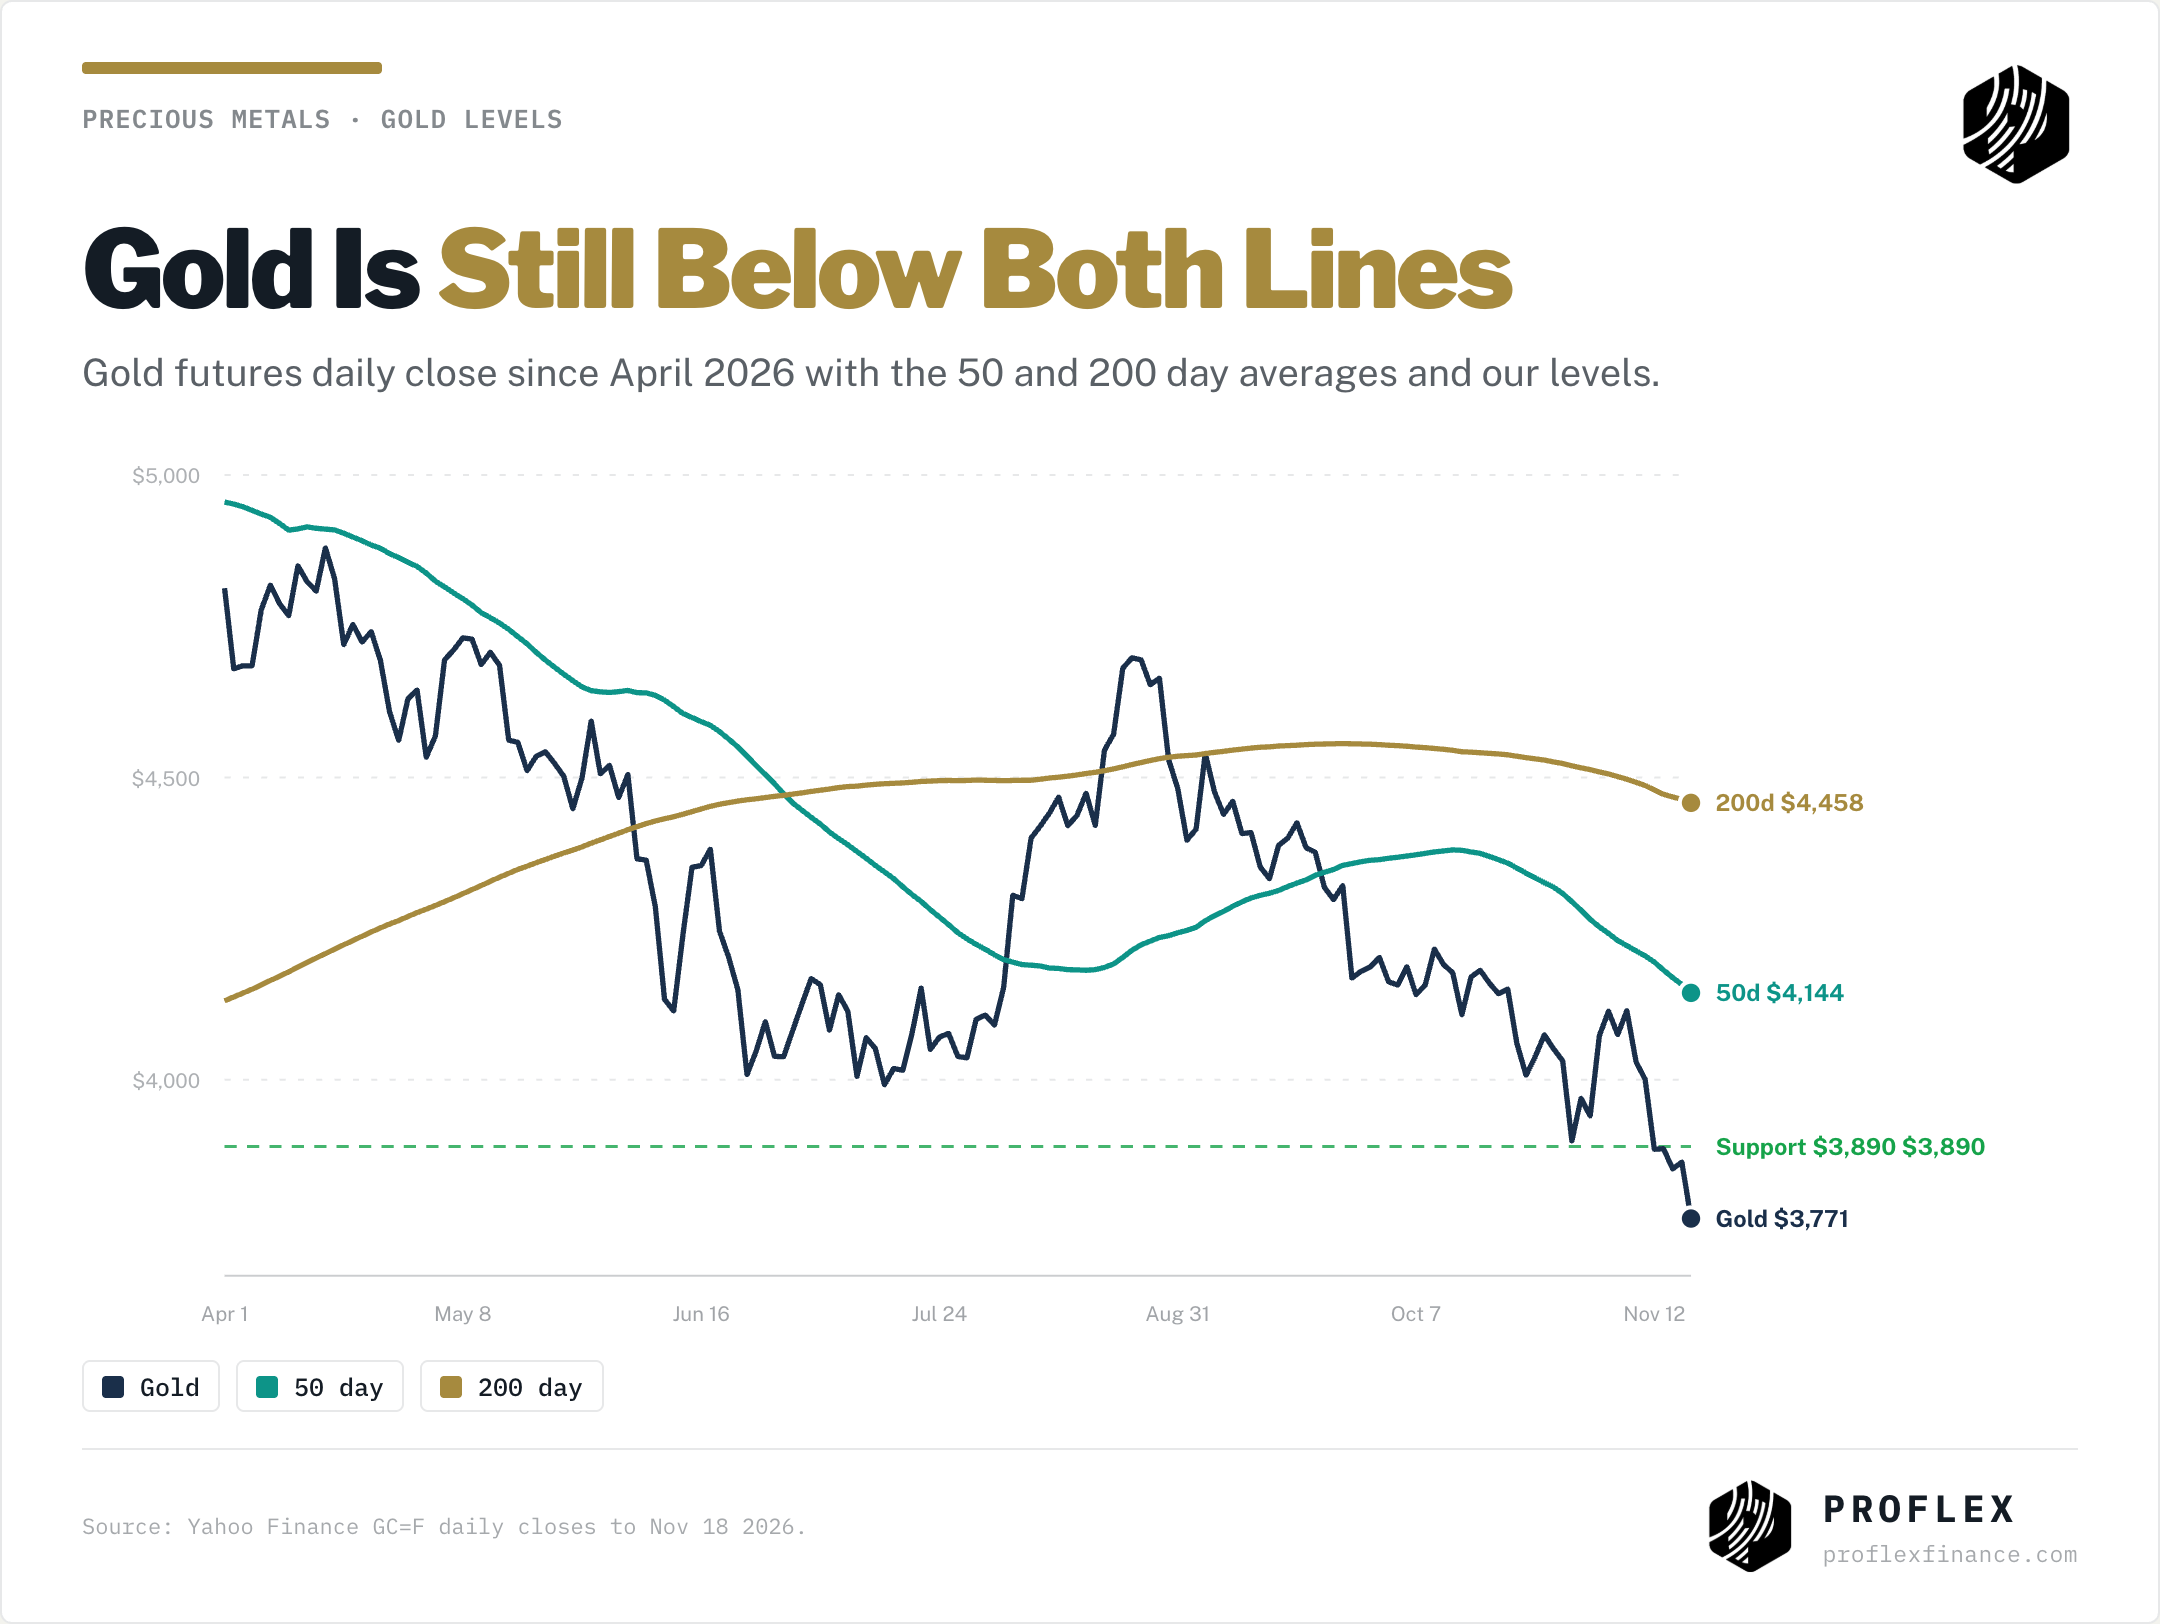 PRECIOUS METALS · GOLD LEVELS
Gold Is Still Below Both Lines
Gold futures daily close since April 2026 with the 50 and 200 day averages and our levels.
$5,000
$4,500
$4,000
200d $4,458
50d $4,144
Support $3,890 $3,890
Gold $3,771
Apr 1
May 8
Jun 16
Jul 24
Aug 31
Oct 7
Nov 12
Gold
50 day
200 day
Source: Yahoo Finance GC=F daily closes to Nov 18 2026.
PROFLEX
proflexfinance.com